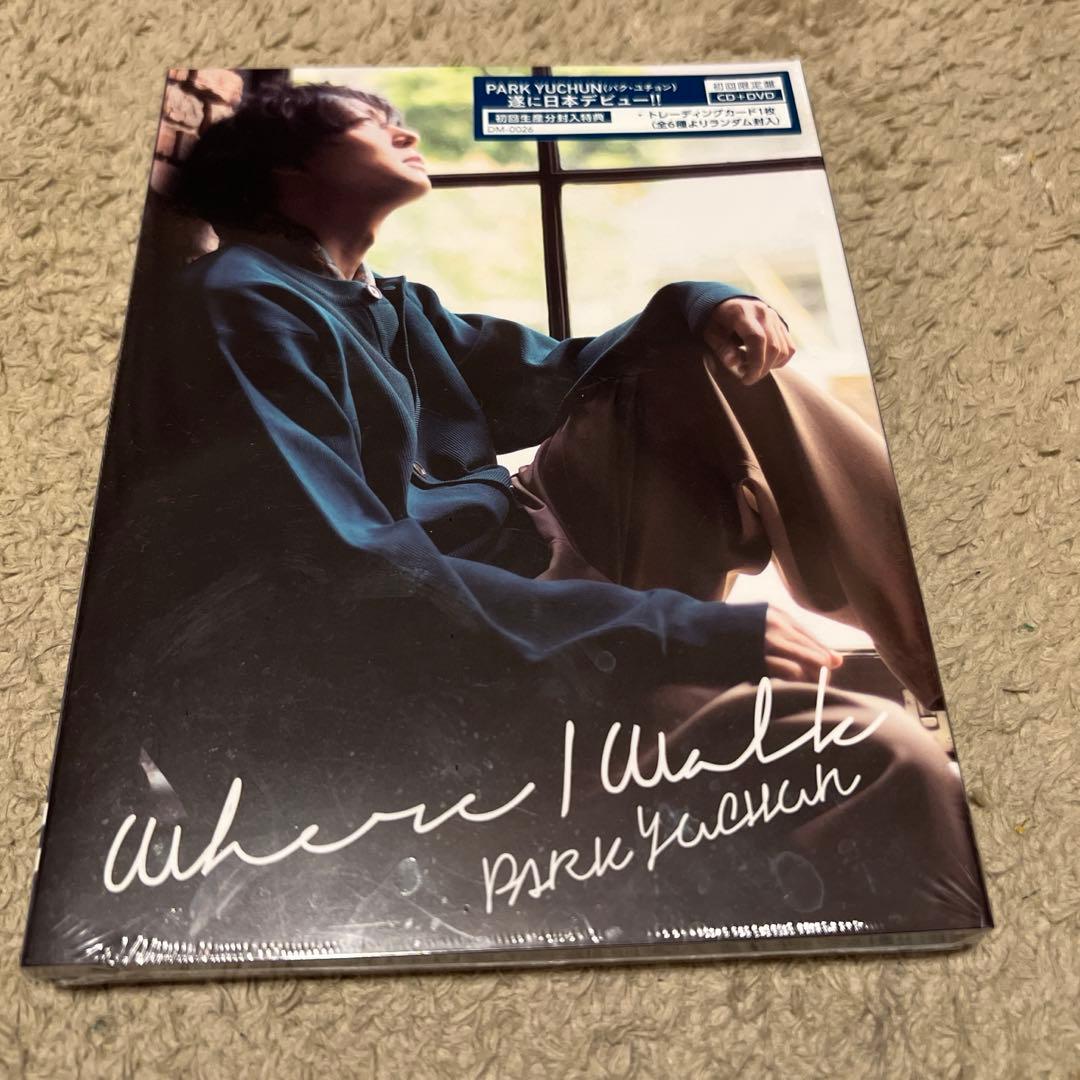 PARK YUCHUN(パク・ユチョン)
遂に日本デビュー!!
初回限定盤
CD+DVD
初回生産分封入特典
・トレーディングカード1枚
(全6種よりランダム封入)
DM-0026
Where I Walk
PARK YUCHUN